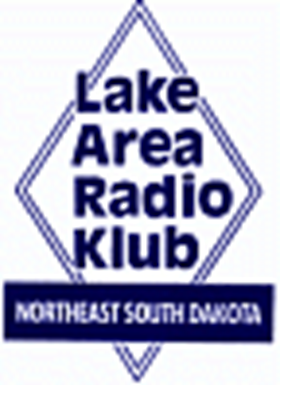 Lake
Area
Radio
Klub
NORTHEAST SOUTH DAKOTA